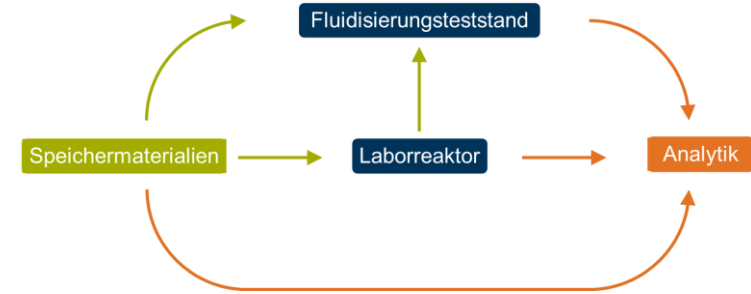 Fluidisierungsteststand
Speichermaterialien
Laborreaktor
Analytik